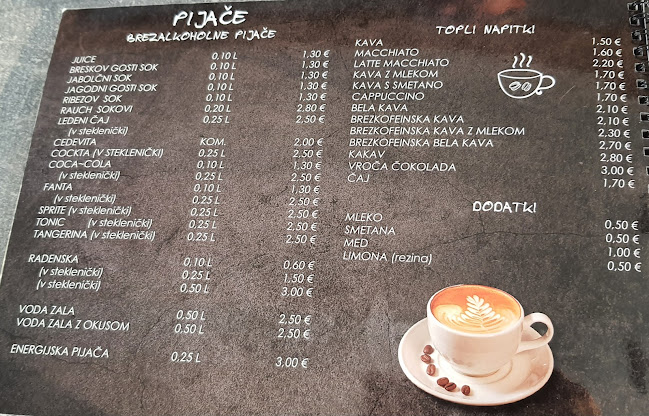 PIJAČE
BREZALKOHOLNE PIJAČE
JUICE 0,10 L 1,30 €
BRESKOV GOSTI SOK 0,10 L 1,30 €
JABOLČNI SOK 0,10 L 1,30 €
JAGODNI GOSTI SOK 0,10 L 1,30 €
RIBEZOV SOK 0,10 L 1,30 €
RAUCH SOKOVI 0,20 L 2,80 €
LEDENI ČAJ 0,25 L 2,50 €
(v steklenički)
CEDEVITA KOM. 2,00 €
COCKTA (V STEKLENIČKI) 0,25 L 2,50 €
COCA-COLA 0,10 L 1,30 €
(v steklenički) 0,25 L 2,50 €
FANTA 0,10 L 1,30 €
(v steklenički) 0,25 L 2,50 €
SPRITE (v steklenički) 0,25 L 2,50 €
TONIC (v steklenički) 0,25 L 2,50 €
TANGERINA (v steklenički) 0,25 L 2,50 €
RADENSKA 0,10 L 0,60 €
(v steklenički) 0,25 L 1,50 €
(v steklenički) 0,50 L 3,00 €
VODA ZALA 0,50 L 2,50 €
VODA ZALA Z OKUSOM 0,50 L 2,50 €
ENERGIJSKA PIJAČA 0,25 L 3,00 €
TOPLI NAPITKI
KAVA 1,50 €
MACCHIATO 1,60 €
LATTE MACCHIATO 2,20 €
KAVA Z MLEKOM 1,70 €
KAVA S SMETANO 1,70 €
CAPPUCCINO 1,70 €
BELA KAVA 2,10 €
BREZKOFEINSKA KAVA 2,10 €
BREZKOFEINSKA KAVA Z MLEKOM 2,30 €
BREZKOFEINSKA BELA KAVA 2,70 €
KAKAV 2,80 €
VROČA ČOKOLADA 3,00 €
ČAJ 1,70 €
DODATKI
MLEKO 0,50 €
SMETANA 0,50 €
MED 1,00 €
LIMONA (rezina) 0,50 €